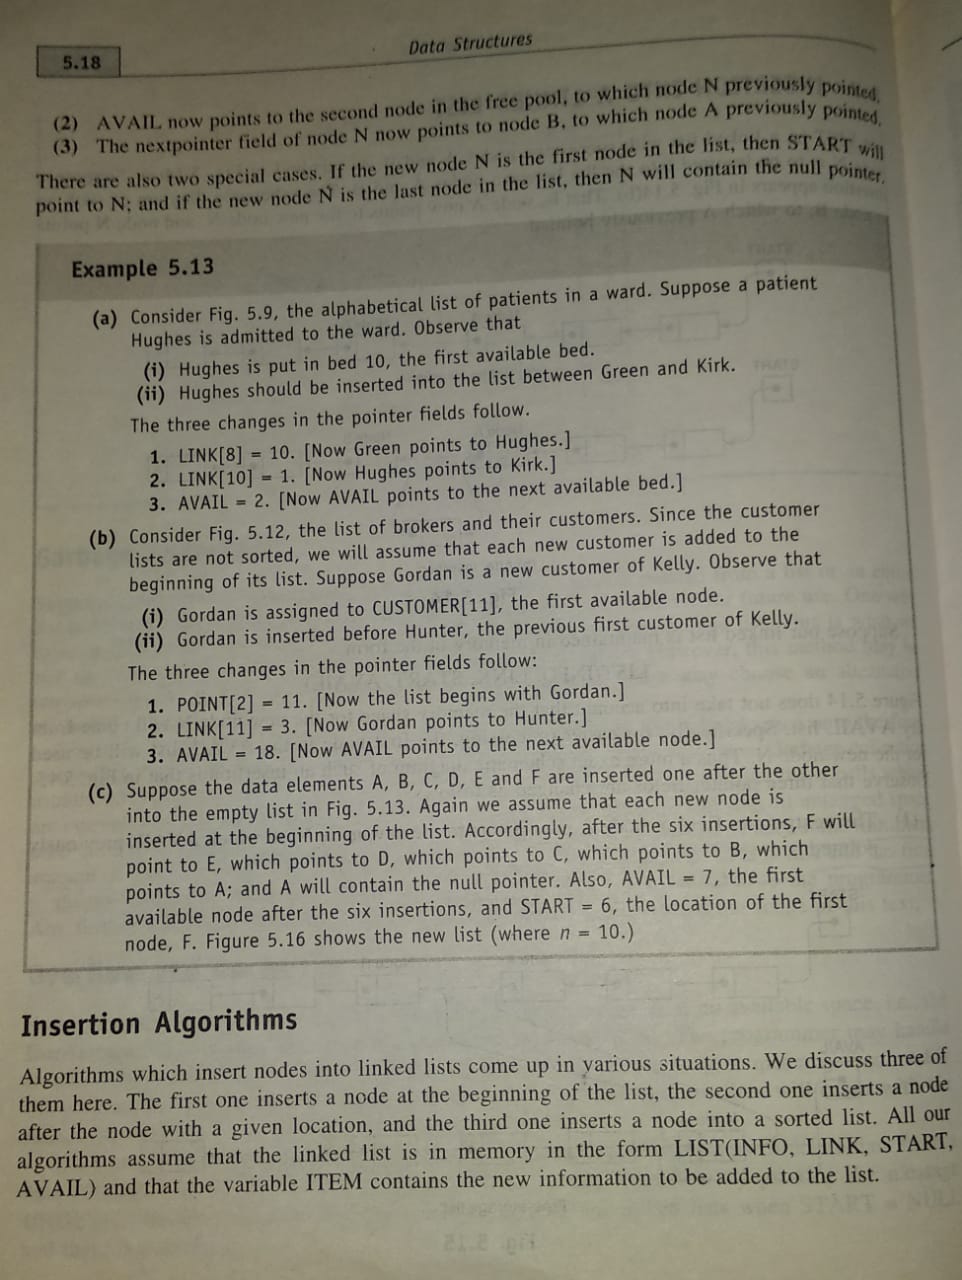 5.18
Data Structures
(2) AVAIL now points to the second node in the free pool, to which node N previously pointed.
(3) The nextpointer field of node N now points to node B, to which node A previously pointed.
There are also two special cases. If the new node N is the first node in the list, then START will
point to N; and if the new node N is the last node in the list, then N will contain the null pointer.
Example 5.13
(a) Consider Fig. 5.9, the alphabetical list of patients in a ward. Suppose a patient
Hughes is admitted to the ward. Observe that
(i) Hughes is put in bed 10, the first available bed.
(ii) Hughes should be inserted into the list between Green and Kirk.
The three changes in the pointer fields follow.
1. LINK[8] = 10. [Now Green points to Hughes.]
2. LINK[10] = 1. [Now Hughes points to Kirk.]
3. AVAIL = 2. [Now AVAIL points to the next available bed.]
(b) Consider Fig. 5.12, the list of brokers and their customers. Since the customer
lists are not sorted, we will assume that each new customer is added to the
beginning of its list. Suppose Gordan is a new customer of Kelly. Observe that
(i) Gordan is assigned to CUSTOMER[11], the first available node.
(ii) Gordan is inserted before Hunter, the previous first customer of Kelly.
The three changes in the pointer fields follow:
1. POINT[2] = 11. [Now the list begins with Gordan.]
2. LINK[11] = 3. [Now Gordan points to Hunter.]
3. AVAIL = 18. [Now AVAIL points to the next available node.]
(c) Suppose the data elements A, B, C, D, E and F are inserted one after the other
into the empty list in Fig. 5.13. Again we assume that each new node is
inserted at the beginning of the list. Accordingly, after the six insertions, F will
point to E, which points to D, which points to C, which points to B, which
points to A; and A will contain the null pointer. Also, AVAIL = 7, the first
available node after the six insertions, and START = 6, the location of the first
node, F. Figure 5.16 shows the new list (where n = 10.)
Insertion Algorithms
Algorithms which insert nodes into linked lists come up in various situations. We discuss three of
them here. The first one inserts a node at the beginning of the list, the second one inserts a node
after the node with a given location, and the third one inserts a node into a sorted list. All our
algorithms assume that the linked list is in memory in the form LIST(INFO, LINK, START,
AVAIL) and that the variable ITEM contains the new information to be added to the list.